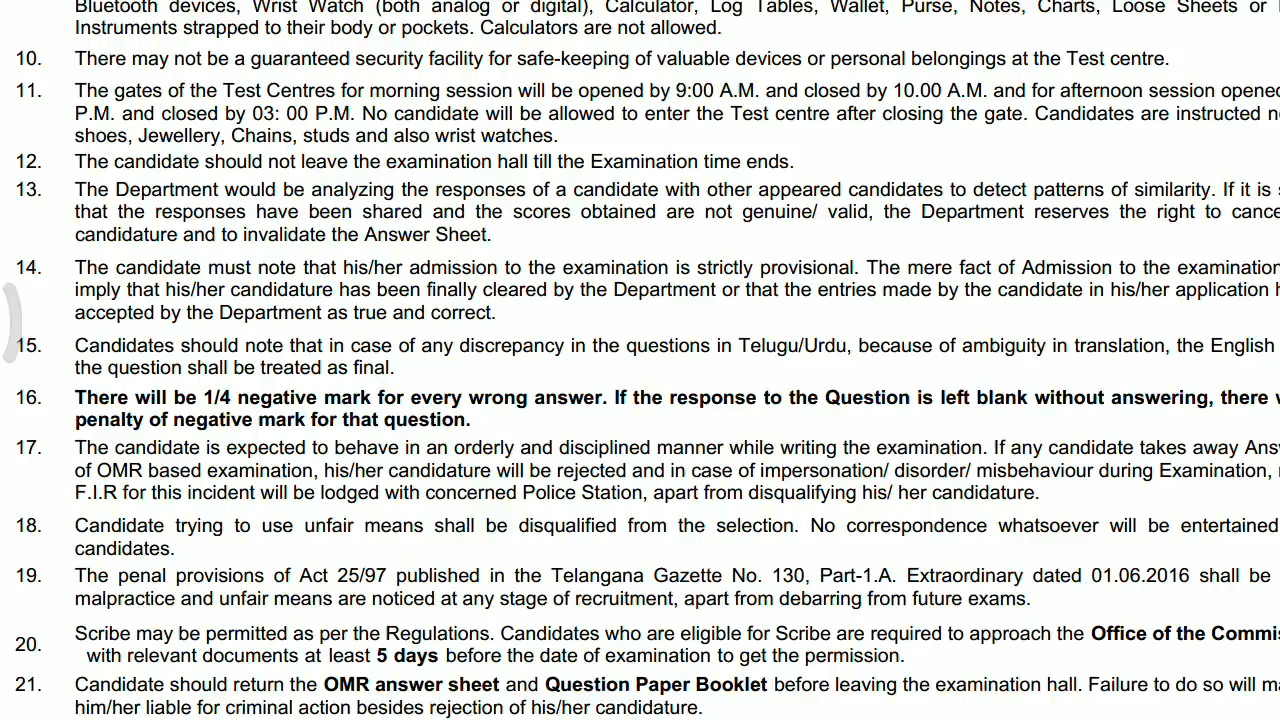 Bluetooth devices, Wrist Watch (both analog or digital), Calculator, Log Tables, Wallet, Purse, Notes, Charts, Loose Sheets or
Instruments strapped to their body or pockets. Calculators are not allowed.
10. There may not be a guaranteed security facility for safe-keeping of valuable devices or personal belongings at the Test centre.
11. The gates of the Test Centres for morning session will be opened by 9:00 A.M. and closed by 10.00 A.M. and for afternoon session opened
P.M. and closed by 03: 00 P.M. No candidate will be allowed to enter the Test centre after closing the gate. Candidates are instructed
shoes, Jewellery, Chains, studs and also wrist watches.
12. The candidate should not leave the examination hall till the Examination time ends.
13. The Department would be analyzing the responses of a candidate with other appeared candidates to detect patterns of similarity. If it is
that the responses have been shared and the scores obtained are not genuine/ valid, the Department reserves the right to
candidature and to invalidate the Answer Sheet.
14. The candidate must note that his/her admission to the examination is strictly provisional. The mere fact of Admission to the examination
imply that his/her candidature has been finally cleared by the Department or that the entries made by the candidate in his/her application
accepted by the Department as true and correct.
15. Candidates should note that in case of any discrepancy in the questions in Telugu/Urdu, because of ambiguity in translation, the English
the question shall be treated as final.
16. There will be 1/4 negative mark for every wrong answer. If the response to the Question is left blank without answering, there
penalty of negative mark for that question.
17. The candidate is expected to behave in an orderly and disciplined manner while writing the examination. If any candidate takes away
of OMR based examination, his/her candidature will be rejected and in case of impersonation/ disorder/ misbehaviour during Examination,
F.I.R for this incident will be lodged with concerned Police Station, apart from disqualifying his/ her candidature.
18. Candidate trying to use unfair means shall be disqualified from the selection. No correspondence whatsoever will be entertained
candidates.
19. The penal provisions of Act 25/97 published in the Telangana Gazette No. 130, Part-1.A. Extraordinary dated 01.06.2016 shall be
malpractice and unfair means are noticed at any stage of recruitment, apart from debarring from future exams.
20. Scribe may be permitted as per the Regulations. Candidates who are eligible for Scribe are required to approach the Office of the
with relevant documents at least 5 days before the date of examination to get the permission.
21. Candidate should return the OMR answer sheet and Question Paper Booklet before leaving the examination hall. Failure to do so will
him/her liable for criminal action besides rejection of his/her candidature.